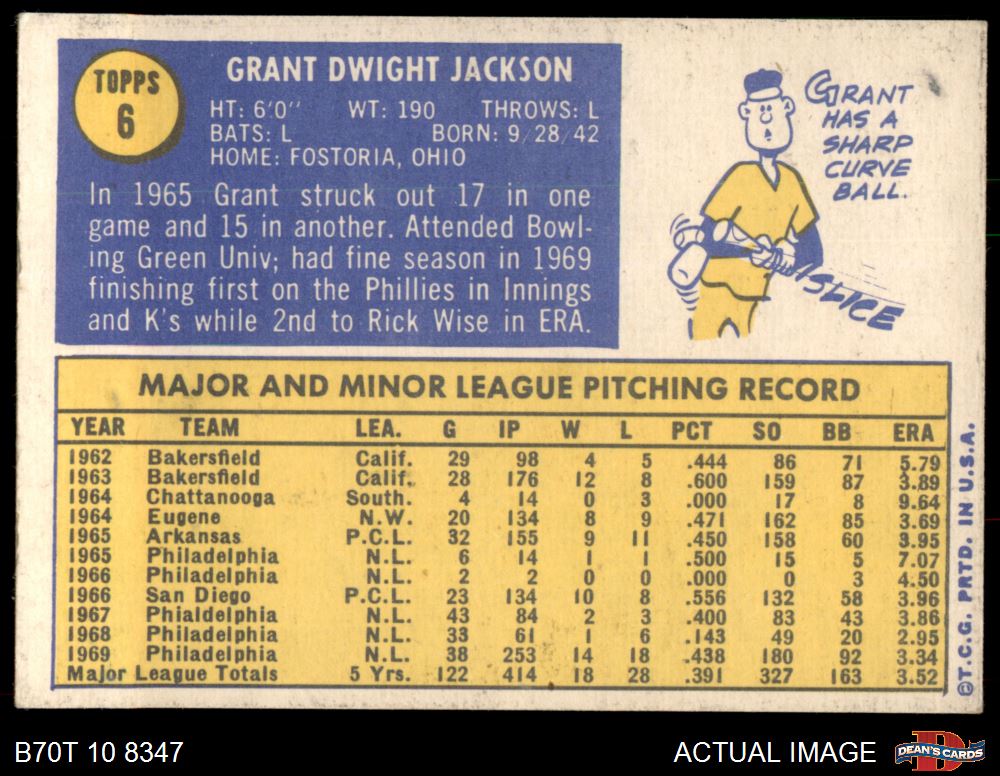 TOPPS
6
GRANT DWIGHT JACKSON
HT: 6'0" WT: 190 THROWS: L
BATS: L BORN: 9/28/42
HOME: FOSTORIA, OHIO
In 1965 Grant struck out 17 in one
game and 15 in another. Attended Bowl-
ing Green Univ; had fine season in 1969
finishing first on the Phillies in Innings
and K's while 2nd to Rick Wise in ERA.
GRANT
HAS A
SHARP
CURVE
BALL.
SLICE
MAJOR AND MINOR LEAGUE PITCHING RECORD
YEAR TEAM LEA. G IP W L PCT SO BB ERA
1962 Bakersfield Calif. 29 98 4 5 .444 86 71 5.79
1963 Bakersfield Calif. 28 176 12 8 .600 159 87 3.89
1964 Chattanooga South. 4 14 0 3 .000 17 8 9.64
1964 Eugene N.W. 20 134 8 9 .471 162 85 3.69
1965 Arkansas P.C.L. 32 155 9 11 .450 158 60 3.95
1965 Philadelphia N.L. 6 14 1 1 .500 15 5 7.07
1966 Philadelphia N.L. 2 2 0 0 .000 0 3 4.50
1966 San Diego P.C.L. 23 134 10 8 .556 132 58 3.96
1967 Phialdelphia N.L. 43 84 2 3 .400 83 43 3.86
1968 Philadelphia N.L. 33 61 1 6 .143 49 20 2.95
1969 Philadelphia N.L. 38 253 14 18 .438 180 92 3.34
Major League Totals 5 Yrs. 122 414 18 28 .391 327 163 3.52
©T.C.G. PRTD. IN U.S.A.
B70T 10 8347
ACTUAL IMAGE
DEAN'S CARDS